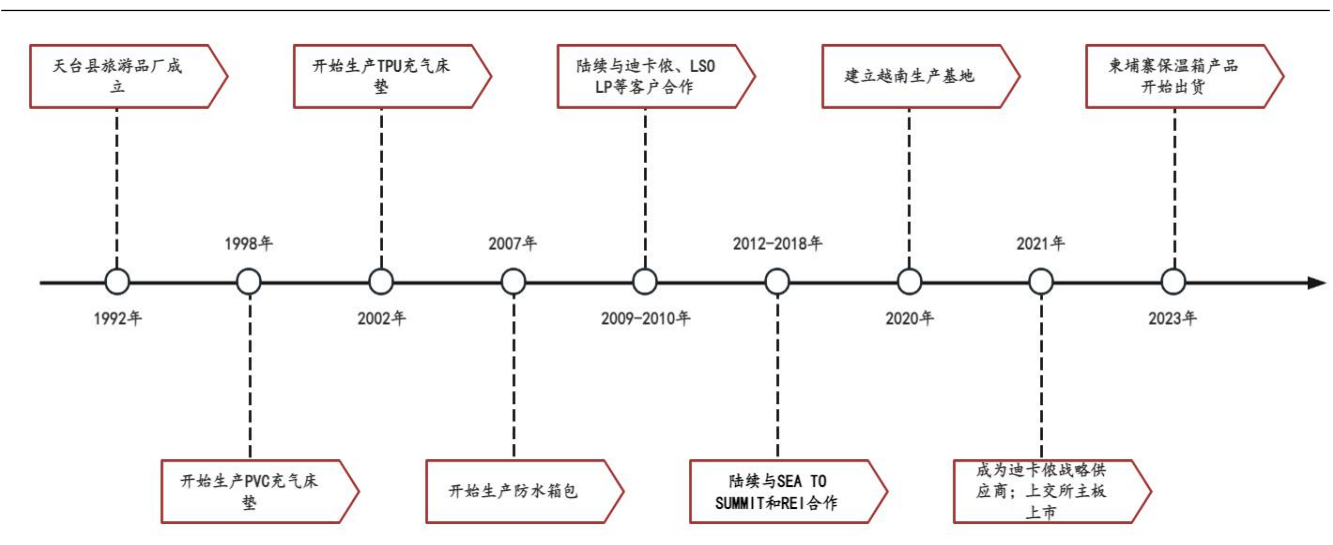 天台县旅游品厂成
立
开始生产TPU充气床
垫
陆续与迪卡侬、LSO
LP等客户合作
建立越南生产基地
柬埔寨保温箱产品
开始出货
1998年
2007年
2012-2018年
2021年
1992年
2002年
2009-2010年
2020年
2023年
开始生产PVC充气床
垫
开始生产防水箱包
陆续与SEA TO
SUMMIT和REI合作
成为迪卡侬战略供
应商；上交所主板
上市